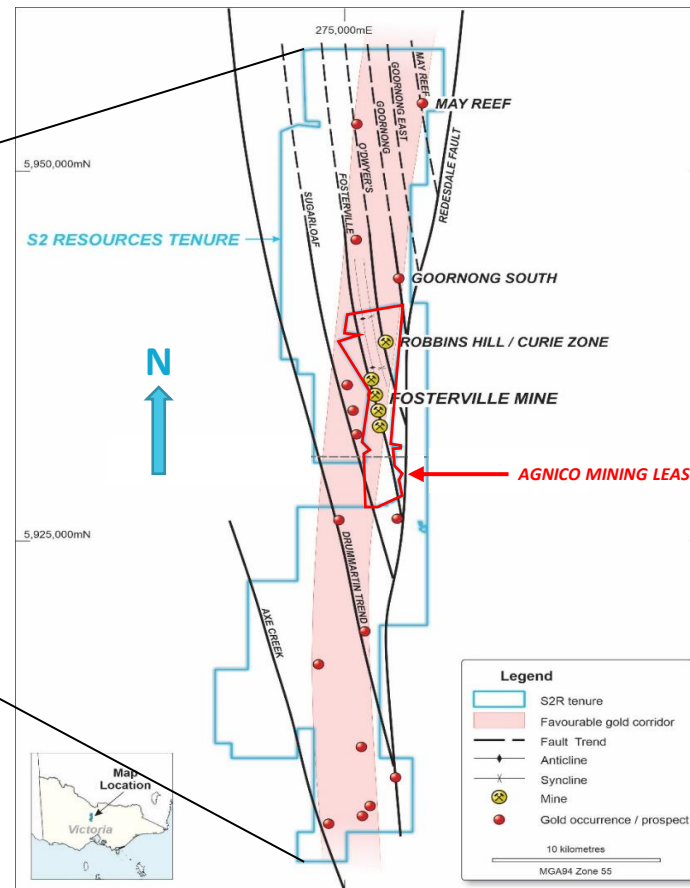 275,000mE
MAY REEF
GOORNONG EAST
GOORNONG
O'DWYER'S
FOSTERVILLE
SUGARLOAF
REDESDALE FAULT
MAY REEF
5,950,000mN
S2 RESOURCES TENURE
GOORNONG SOUTH
ROBBINS HILL / CURIE ZONE
N
FOSTERVILLE MINE
AGNICO MINING LEAS
5,925,000mN
DRUMMARTIN TREND
AXE CREEK
Legend
S2R tenure
Favourable gold corridor
Fault Trend
Anticline
Syncline
Mine
Gold occurrence / prospect
10 kilometres
MGA94 Zone 55
Map
Location
Victoria